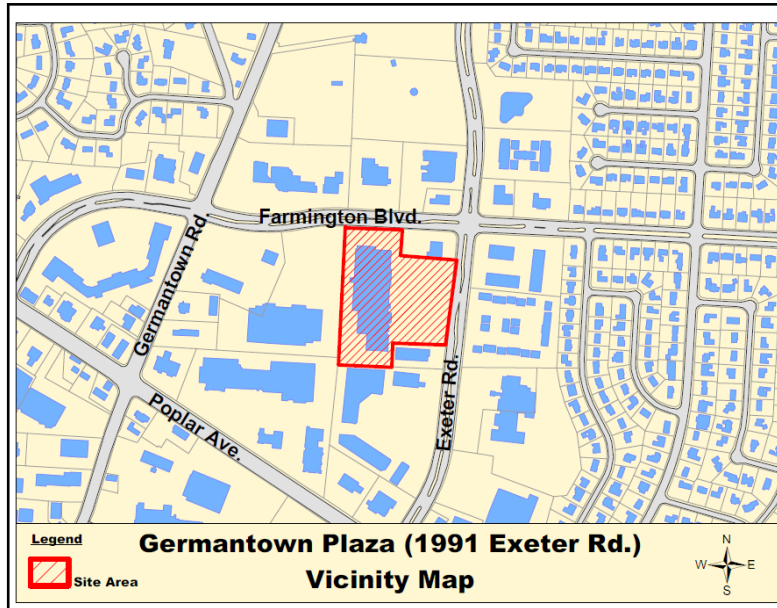 Farmington Blvd.
Germantown Rd.
Exeter Rd.
Poplar Ave.
Legend
Site Area
Germantown Plaza (1991 Exeter Rd.)
Vicinity Map
N
W E
S